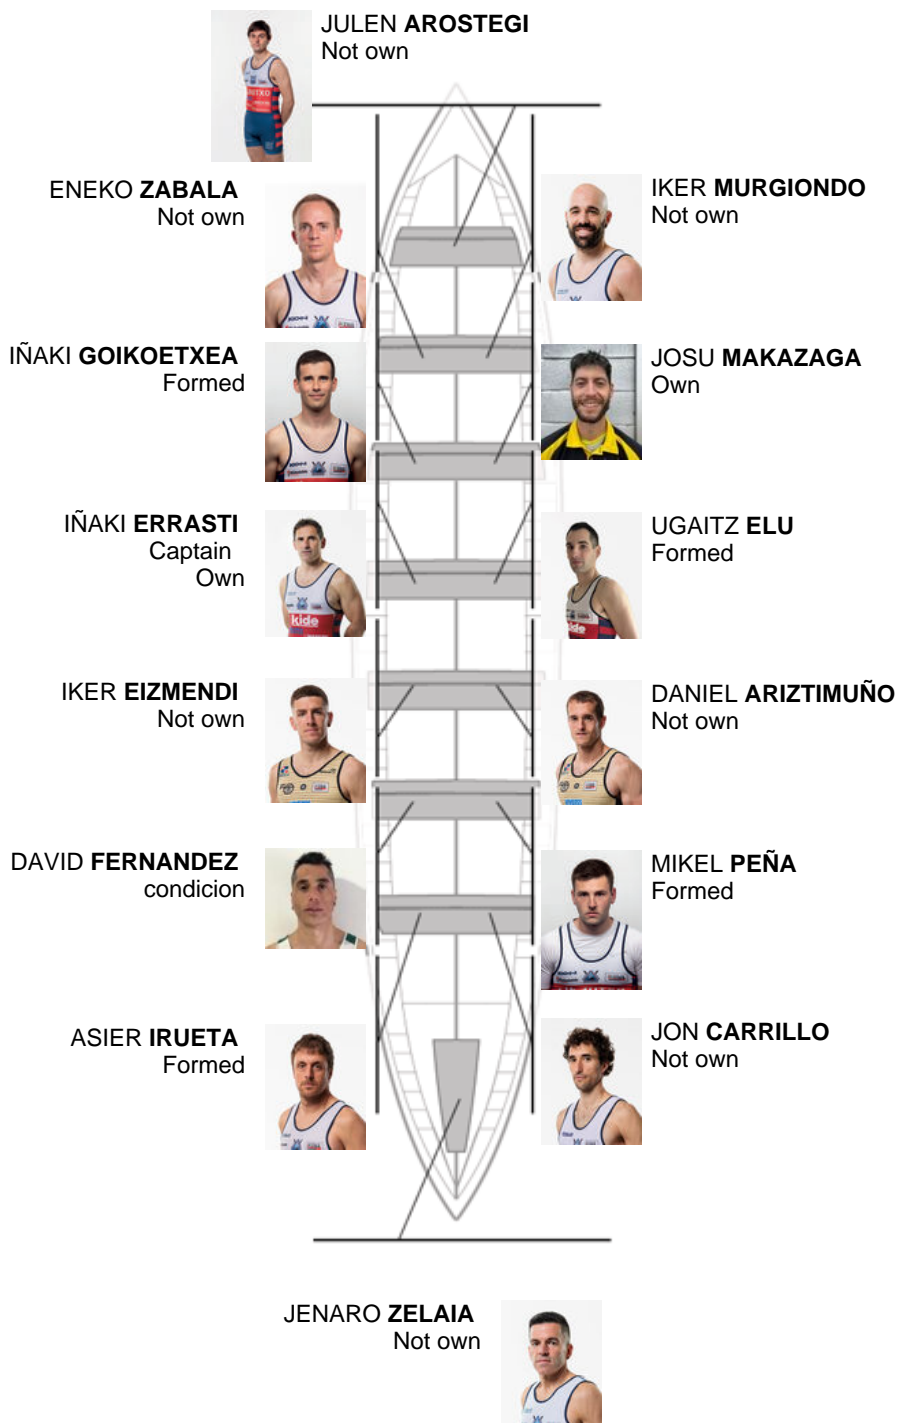 JULEN AROSTEGI
Not own
ENEKO ZABALA
Not own
IKER MURGIONDO
Not own
IÑAKI GOIKOETXEA
Formed
JOSU MAKAZAGA
Own
IÑAKI ERRASTI
Captain
Own
UGAITZ ELU
Formed
kide
IKER EIZMENDI
Not own
DANIEL ARIZTIMUÑO
Not own
DAVID FERNANDEZ
condicion
MIKEL PEÑA
Formed
ASIER IRUETA
Formed
JON CARRILLO
Not own
JENARO ZELAIA
Not own